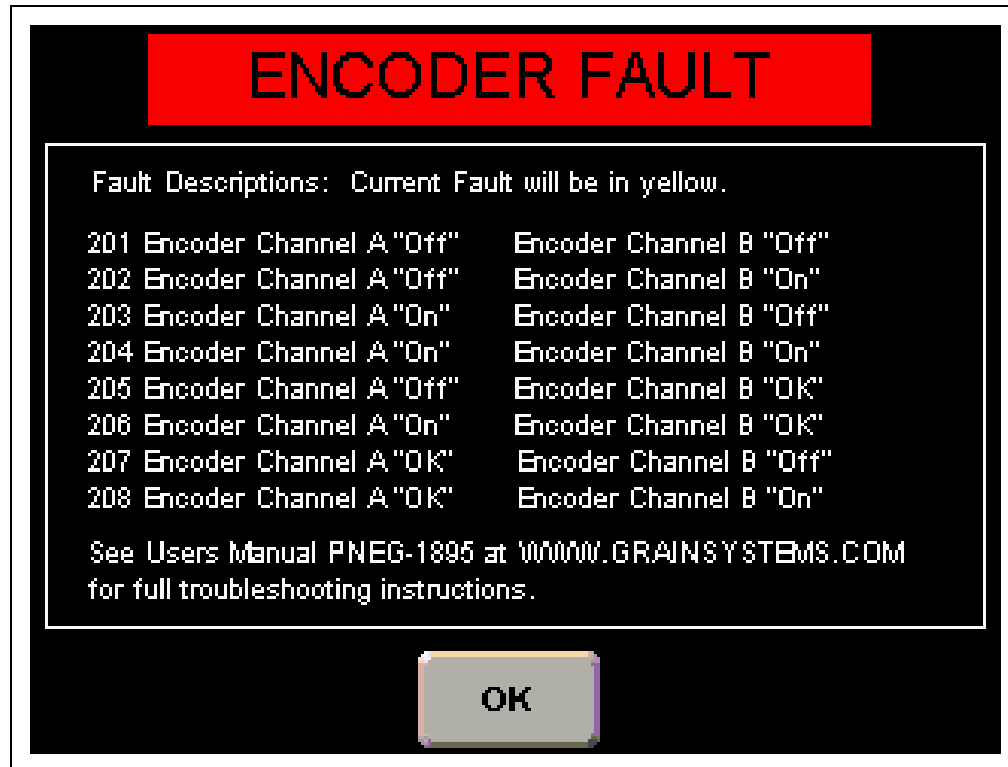 ENCODER FAULT
Fault Descriptions: Current Fault will be in yellow.
201 Encoder Channel A "Off" Encoder Channel B "Off"
202 Encoder Channel A "Off" Encoder Channel B "On"
203 Encoder Channel A "On" Encoder Channel B "Off"
204 Encoder Channel A "On" Encoder Channel B "On"
205 Encoder Channel A "Off" Encoder Channel B "OK"
206 Encoder Channel A "On" Encoder Channel B "OK"
207 Encoder Channel A "OK" Encoder Channel B "Off"
208 Encoder Channel A "OK" Encoder Channel B "On"
See Users Manual PNEG-1895 at WWW.GRAINSYSTEMS.COM
for full troubleshooting instructions.
OK